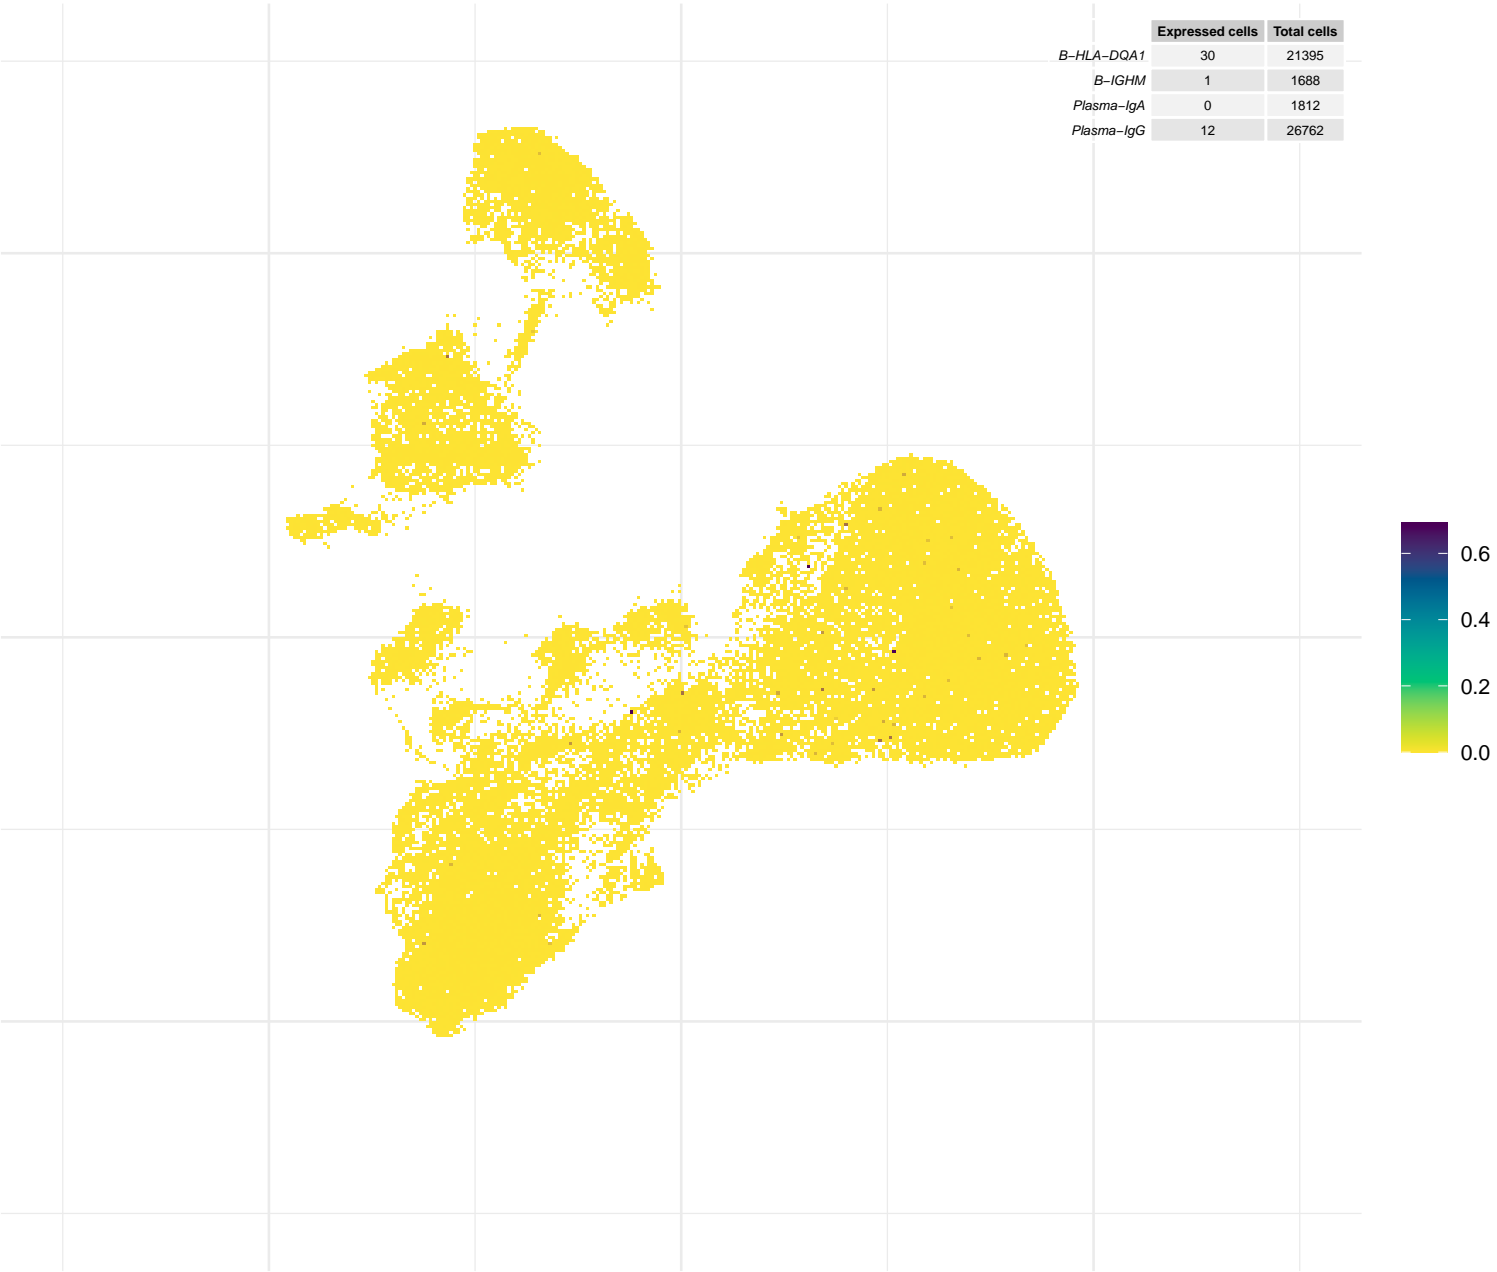 Expressed cells Total cells
B−HLA−DQA1 30 21395
B−IGHM 1 1688
Plasma−IgA 0 1812
Plasma−IgG 12 26762
0.6
0.4
0.2
0.0